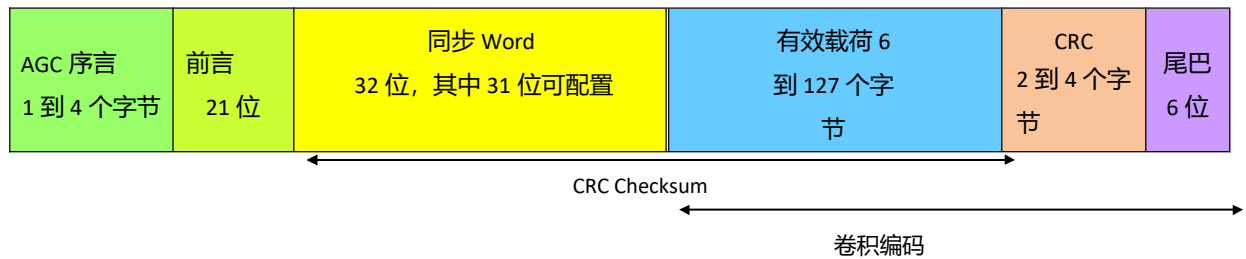 AGC 序言
1 到 4 个字节
前言
21 位
同步 Word
32 位，其中 31 位可配置
有效载荷 6
到 127 个字
节
CRC
2 到 4 个字
节
尾巴
6 位
CRC Checksum
卷积编码